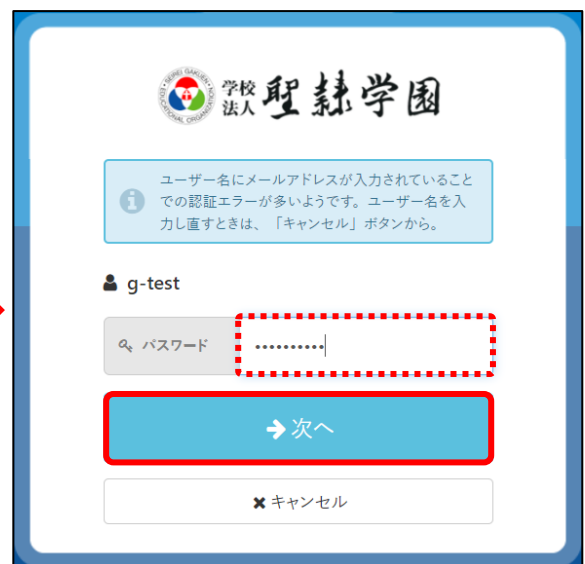 SEIREI GAKUEN
EDUCATIONAL ORGANIZATION
学校法人 聖隷学園
ユーザー名にメールアドレスが入力されていること
での認証エラーが多いようです。ユーザー名を入
力し直すときは、「キャンセル」ボタンから。
g-test
パスワード ••••••••••
次へ
キャンセル